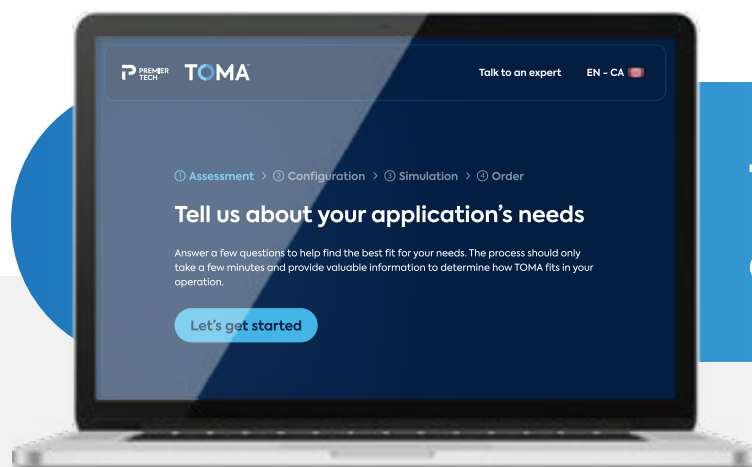 PREMIER TECH
TOMA™
Talk to an expert
EN - CA
① Assessment > ② Configuration > ③ Simulation > ④ Order
Tell us about your application's needs
Answer a few questions to help find the best fit for your needs. The process should only
take a few minutes and provide valuable information to determine how TOMA fits in your
operation.
Let's get started